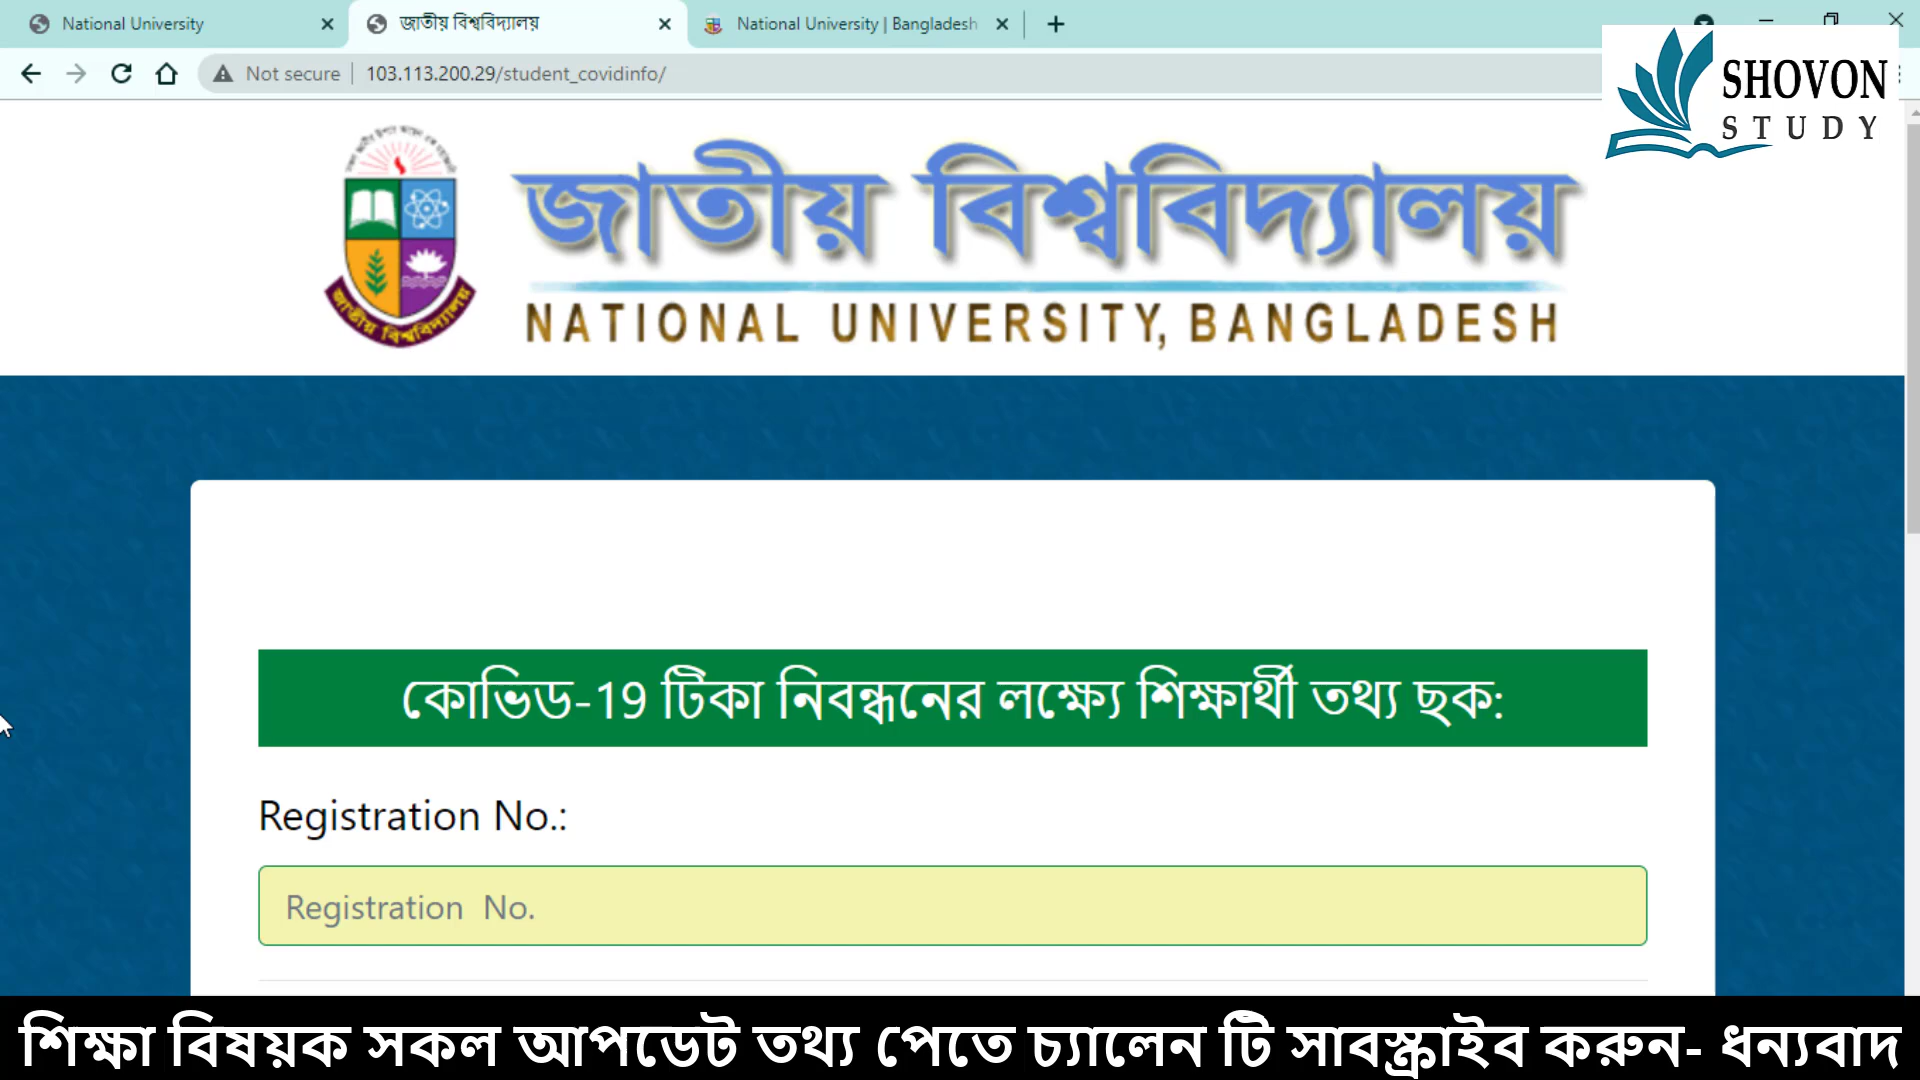 National University
জাতীয় বিশ্ববিদ্যালয়
National University | Bangladesh
Not secure
103.113.200.29/student_covidinfo/
SHOVON
STUDY
জাতীয় বিশ্ববিদ্যালয়
NATIONAL UNIVERSITY, BANGLADESH
জাতীয় বিশ্ববিদ্যালয়
কোভিড-19 টিকা নিবন্ধনের লক্ষ্যে শিক্ষার্থী তথ্য ছক:
Registration No.:
Registration No.
শিক্ষা বিষয়ক সকল আপডেট তথ্য পেতে চ্যালেন টি সাবস্ক্রাইব করুন- ধন্যবাদ